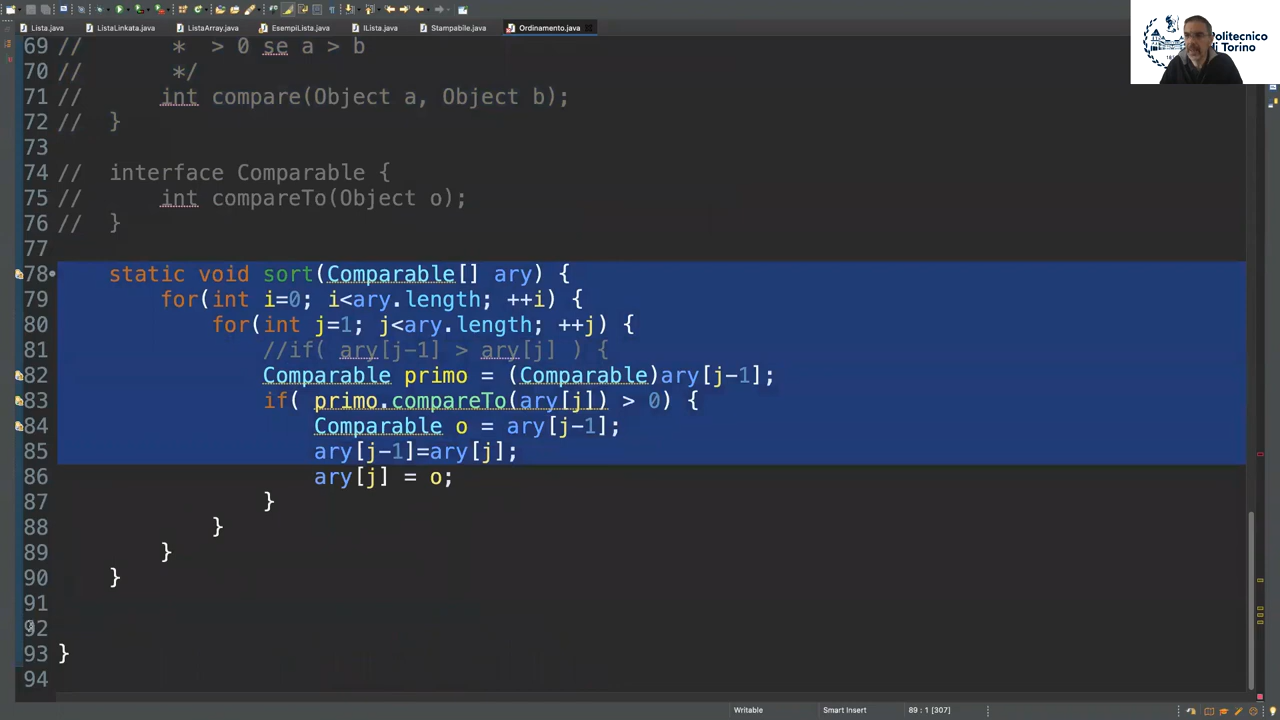 Lista.java ListaLinkata.java ListaArray.java EsempiLista.java IList.java Stampabile.java Ordinamento.java
Politecnico
di Torino
69 // * > 0 se a > b
70 // */
71 // int compare(Object a, Object b);
72 // }
73
74 // interface Comparable {
75 // int compareTo(Object o);
76 // }
77
78 static void sort(Comparable[] ary) {
79 for(int i=0; i<ary.length; ++i) {
80 for(int j=1; j<ary.length; ++j) {
81 //if( ary[j-1] > ary[j] ) {
82 Comparable primo = (Comparable)ary[j-1];
83 if( primo.compareTo(ary[j]) > 0) {
84 Comparable o = ary[j-1];
85 ary[j-1]=ary[j];
86 ary[j] = o;
87 }
88 }
89 }
90 }
91
92
93 }
94
Writable Smart Insert 89 : 1 [307]